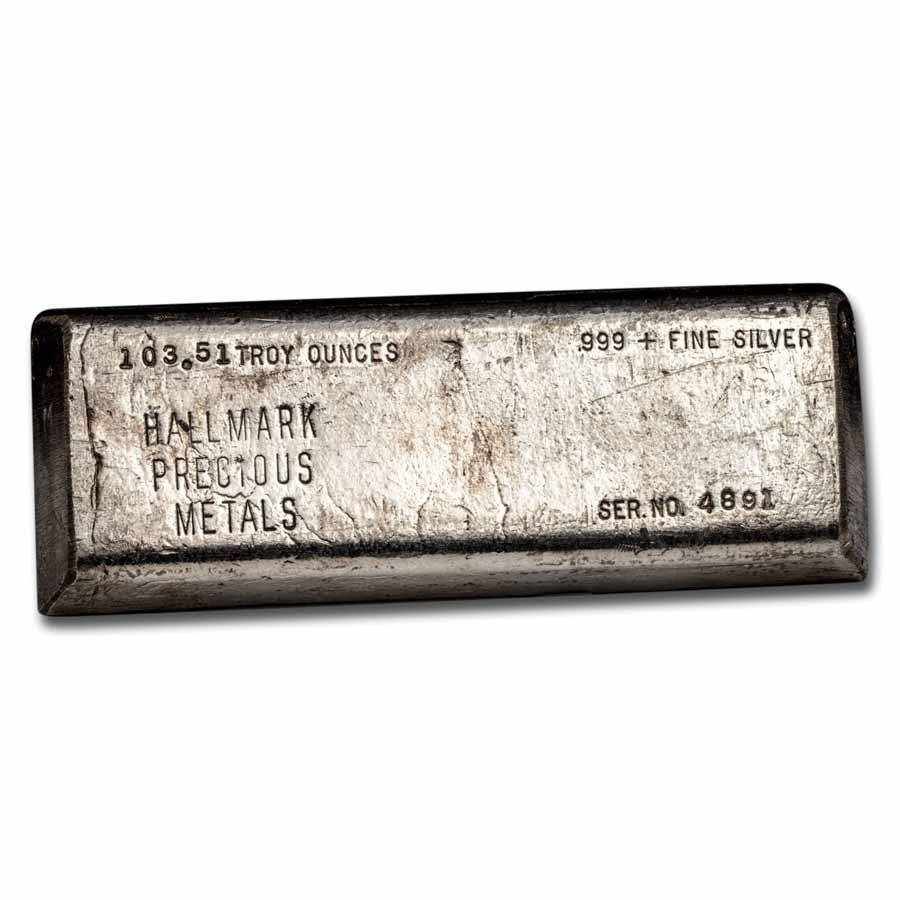 103.51 TROY OUNCES
.999 + FINE SILVER
HALLMARK
PRECIOUS
METALS
SER. NO. 4891